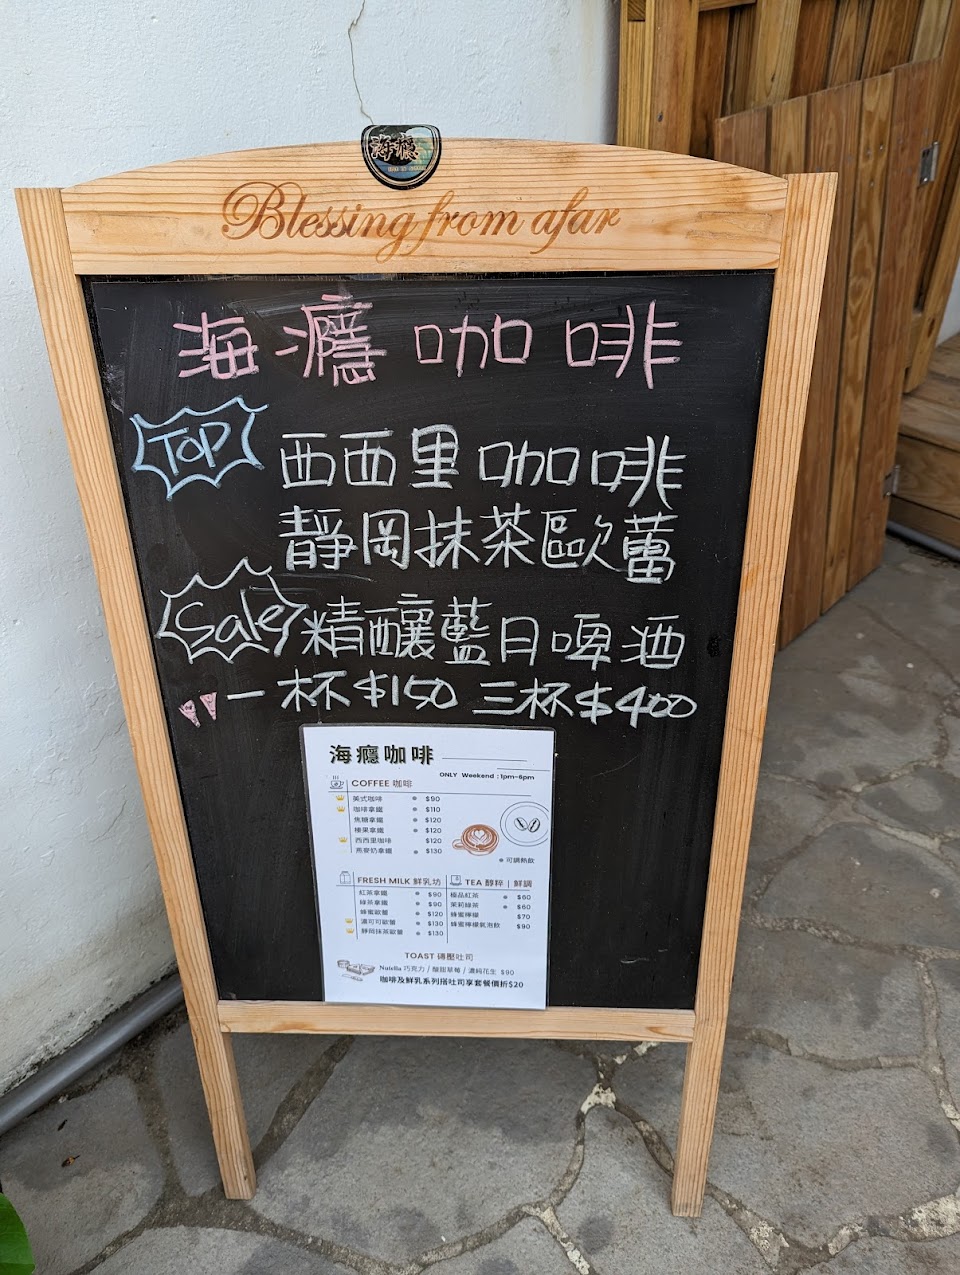 海癮
Blessing from afar
海癮咖啡
TOP 西西里咖啡
靜岡抹茶歐蕾
Sale 精釀藍月啤酒
一杯$150 三杯$400
海癮咖啡
ONLY Weekend : 1pm~6pm
COFFEE 咖啡
美式咖啡 $90
咖啡拿鐵 $110
焦糖拿鐵 $120
榛果拿鐵 $120
西西里咖啡 $120
燕麥奶拿鐵 $130
可調熱飲
FRESH MILK 鮮乳坊
紅茶拿鐵 $90
綠茶拿鐵 $90
蜂蜜歐蕾 $120
濃可可歐蕾 $130
靜岡抹茶歐蕾 $130
TEA 醇粹 | 鮮調
極品紅茶 $60
茉莉綠茶 $60
蜂蜜檸檬 $70
蜂蜜檸檬氣泡飲 $90
TOAST 磚壓吐司
Nutella 巧克力 / 酸甜草莓 / 濃純花生 $90
咖啡及鮮乳系列搭吐司享套餐價折$20